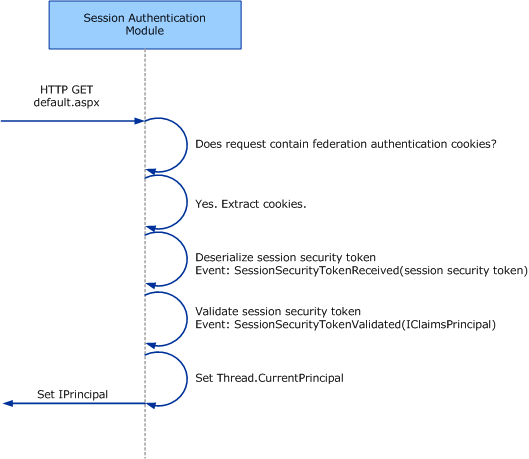 Session Authentication
Module
HTTP GET
default.aspx
Does request contain federation authentication cookies?
Yes. Extract cookies.
Deserialize session security token
Event: SessionSecurityTokenReceived(session security token)
Validate session security token
Event: SessionSecurityTokenValidated(IClaimsPrincipal)
Set Thread.CurrentPrincipal
Set IPrincipal